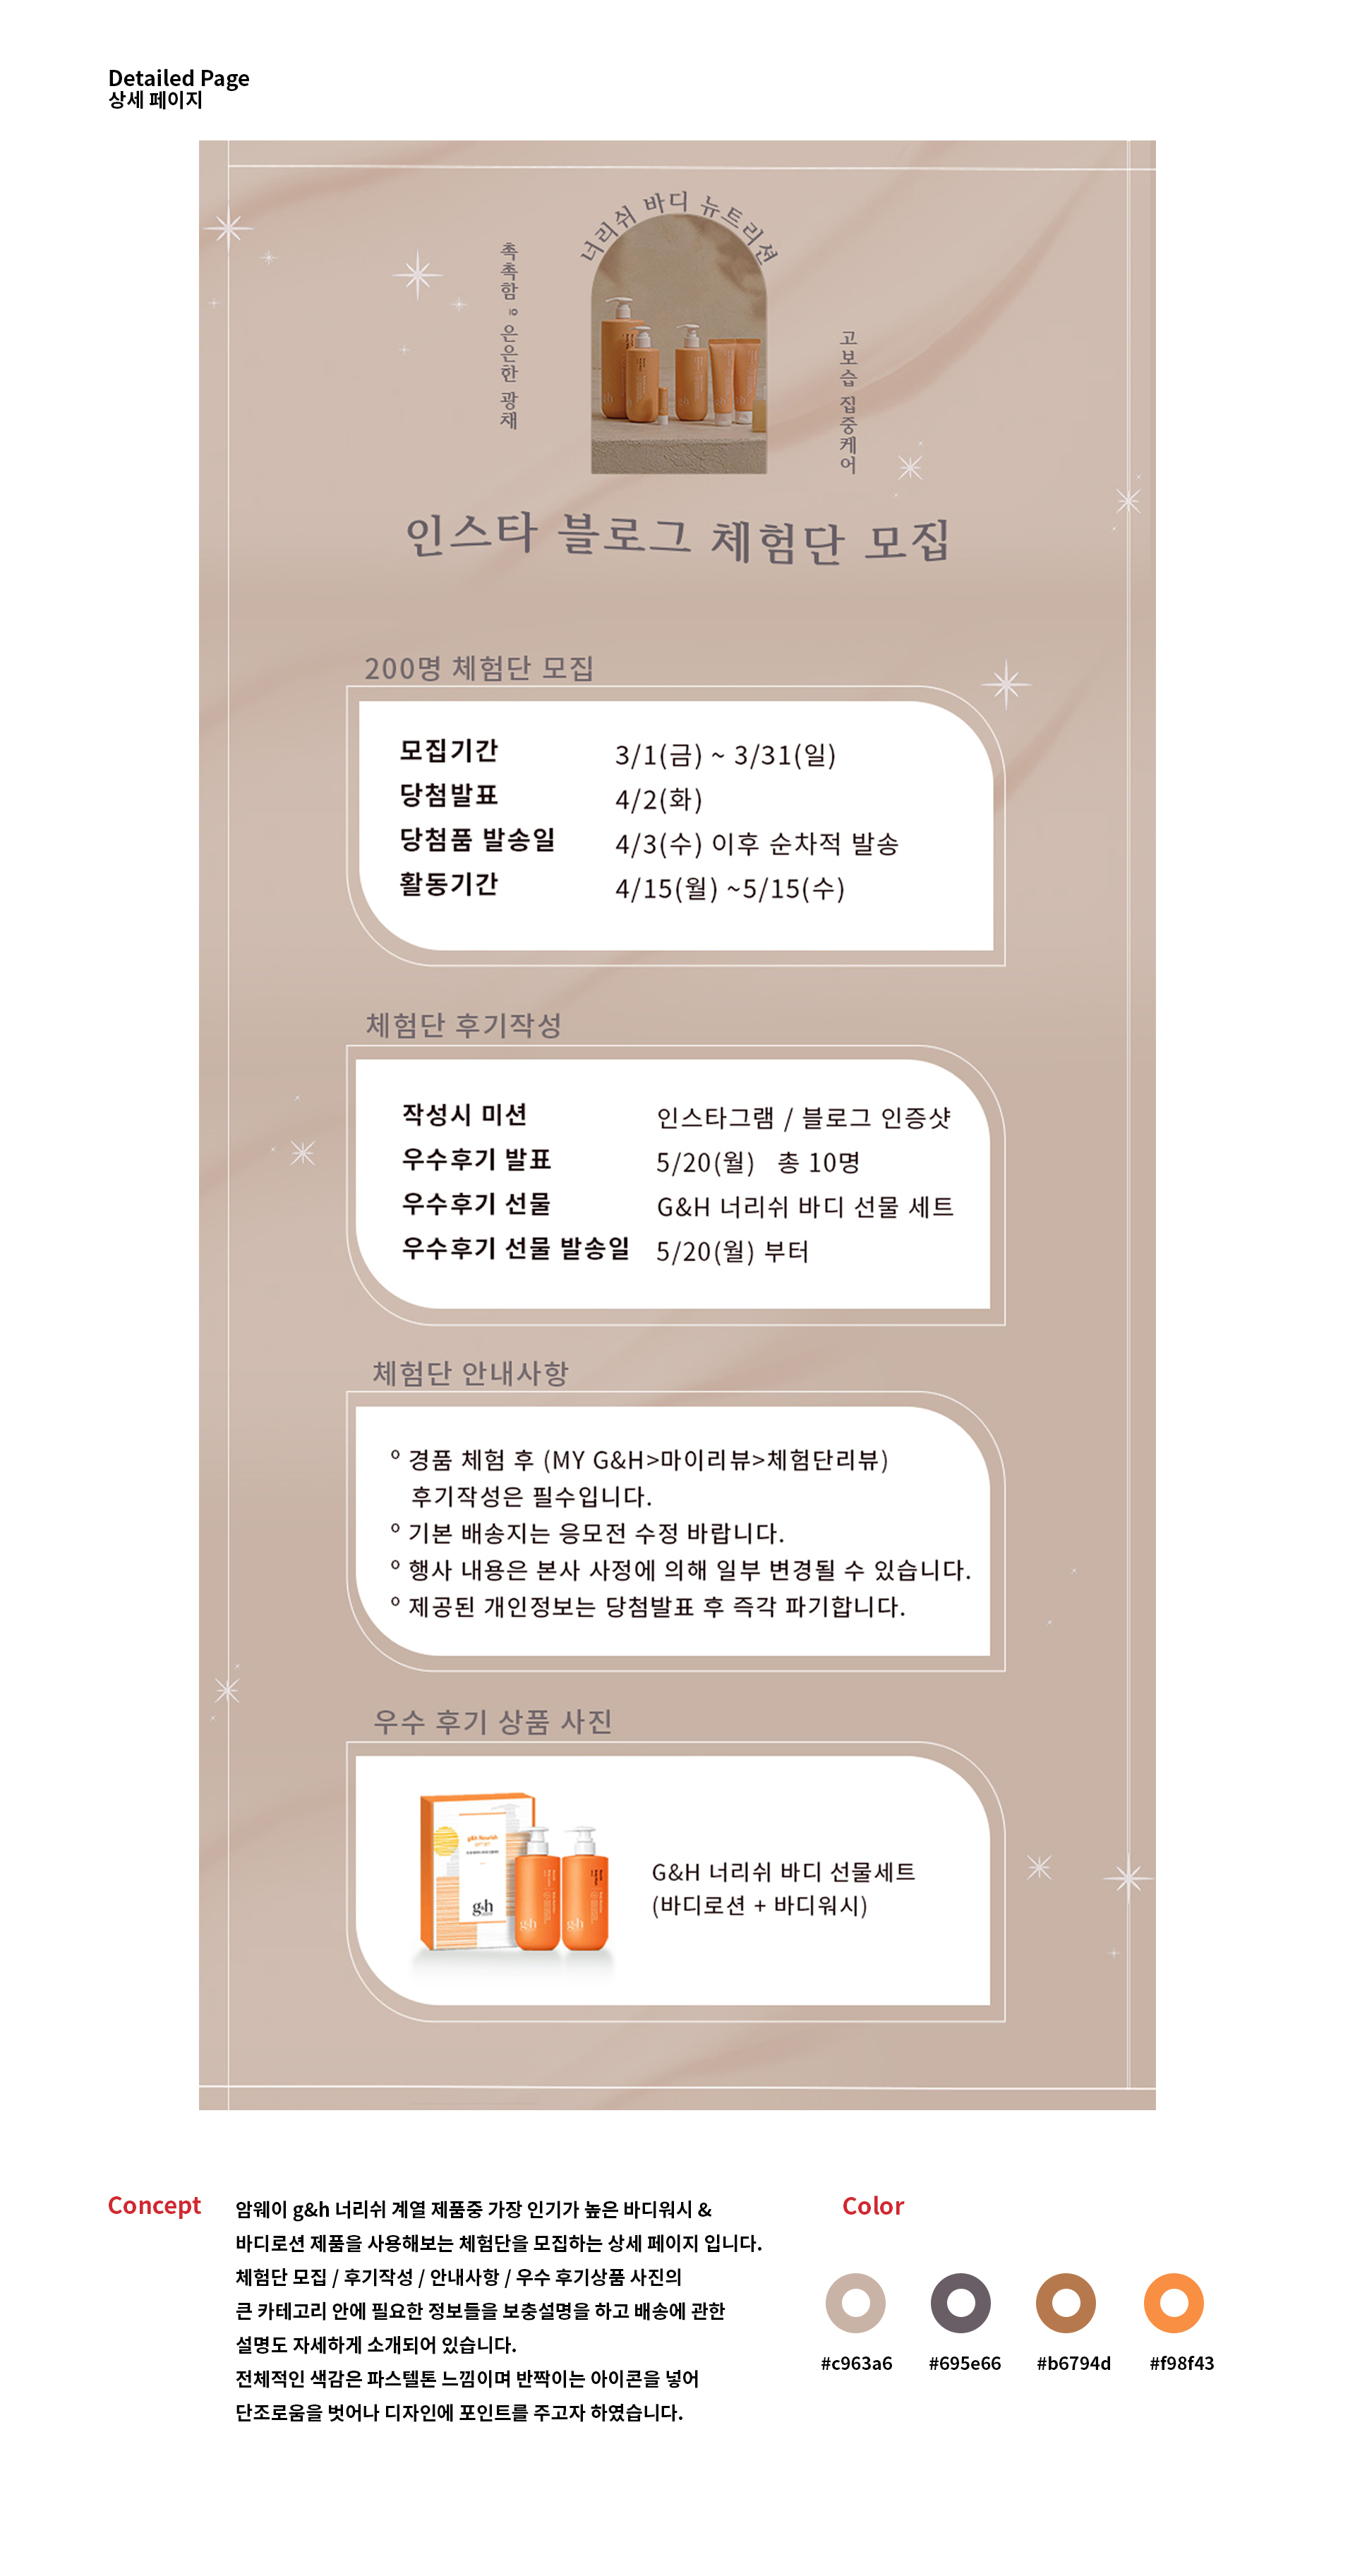 Detailed Page
상세 페이지
너리쉬 바디 뉴트리션
촉촉함 의 은은한 광채
고보습 집중케어
인스타 블로그 체험단 모집
200명 체험단 모집
모집기간 3/1(금) ~ 3/31(일)
당첨발표 4/2(화)
당첨품 발송일 4/3(수) 이후 순차적 발송
활동기간 4/15(월) ~5/15(수)
체험단 후기작성
작성시 미션 인스타그램 / 블로그 인증샷
우수후기 발표 5/20(월) 총 10명
우수후기 선물 G&H 너리쉬 바디 선물 세트
우수후기 선물 발송일 5/20(월) 부터
체험단 안내사항
º 경품 체험 후 (MY G&H>마이리뷰>체험단리뷰)
후기작성은 필수입니다.
º 기본 배송지는 응모전 수정 바랍니다.
º 행사 내용은 본사 사정에 의해 일부 변경될 수 있습니다.
º 제공된 개인정보는 당첨발표 후 즉각 파기합니다.
우수 후기 상품 사진
g&h Nourish
g&h
g&h
g&h
G&H 너리쉬 바디 선물세트
(바디로션 + 바디워시)
Concept
암웨이 g&h 너리쉬 계열 제품중 가장 인기가 높은 바디워시 &
바디로션 제품을 사용해보는 체험단을 모집하는 상세 페이지 입니다.
체험단 모집 / 후기작성 / 안내사항 / 우수 후기상품 사진의
큰 카테고리 안에 필요한 정보들을 보충설명을 하고 배송에 관한
설명도 자세하게 소개되어 있습니다.
전체적인 색감은 파스텔톤 느낌이며 반짝이는 아이콘을 넣어
단조로움을 벗어나 디자인에 포인트를 주고자 하였습니다.
Color
#c963a6 #695e66 #b6794d #f98f43